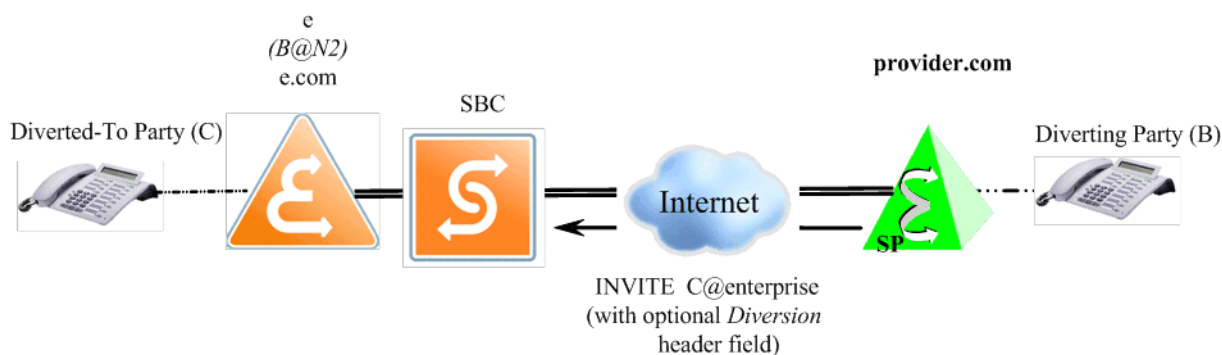 e
(B@N2)
e.com
provider.com
SBC
Diverted-To Party (C)
Diverting Party (B)
Internet
SP
INVITE C@enterprise
(with optional Diversion
header field)